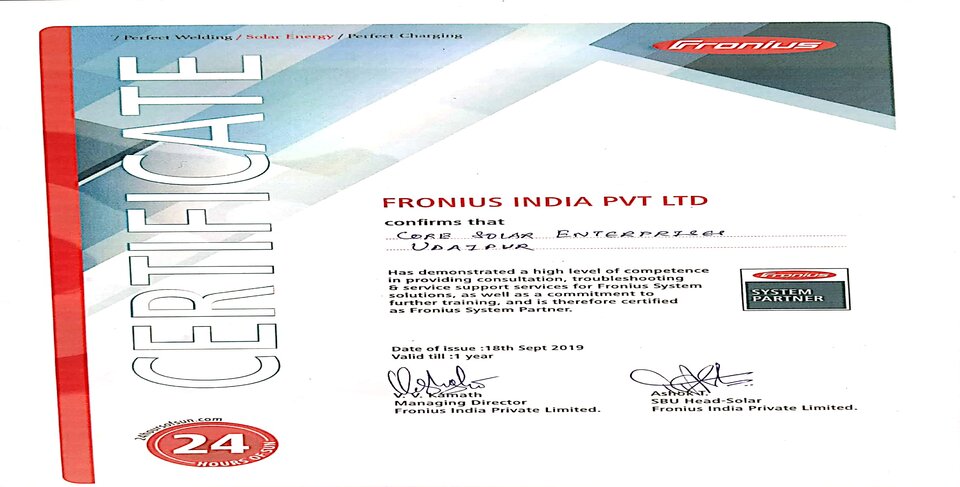 / Perfect Welding / Solar Energy / Perfect Charging
Fronius
CERTIFICATE
FRONIUS INDIA PVT LTD
confirms that
CORE SOLAR ENTERPRISES
UDAIPUR
Has demonstrated a high level of competence
in providing consultation, troubleshooting
& service support services for Fronius System
solutions, as well as a commitment to
further training, and is therefore certified
as Fronius System Partner.
Fronius
SYSTEM
PARTNER
Date of issue :18th Sept 2019
Valid till :1 year
V. V. Kamath
Managing Director
Fronius India Private Limited.
Ashok T.
SBU Head-Solar
Fronius India Private Limited.
24hoursofsun.com
24
HOURS OF SUN